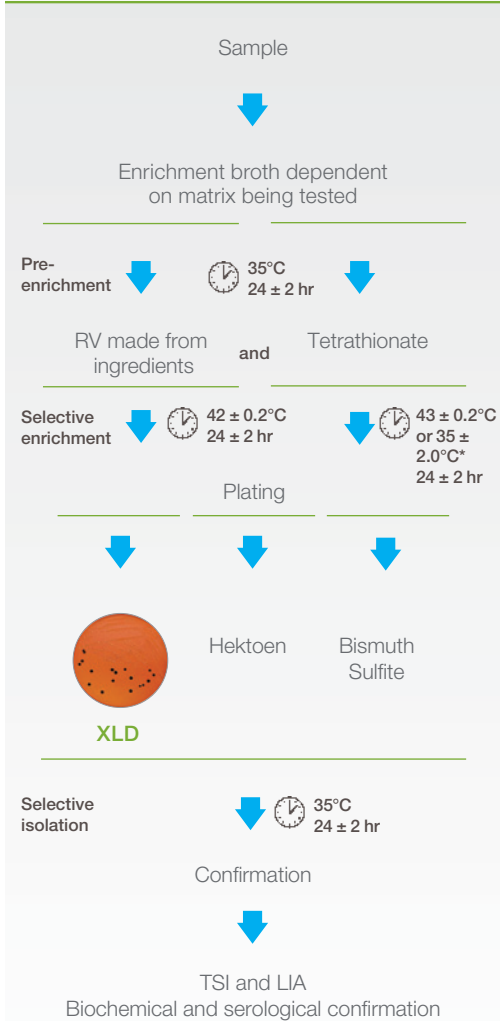 Sample
Enrichment broth dependent
on matrix being tested
Pre-
enrichment
35°C
24 ± 2 hr
RV made from
ingredients
and
Tetrathionate
Selective
enrichment
42 ± 0.2°C
24 ± 2 hr
43 ± 0.2°C
or 35 ±
2.0°C*
24 ± 2 hr
Plating
Hektoen
Bismuth
Sulfite
XLD
Selective
isolation
35°C
24 ± 2 hr
Confirmation
TSI and LIA
Biochemical and serological confirmation